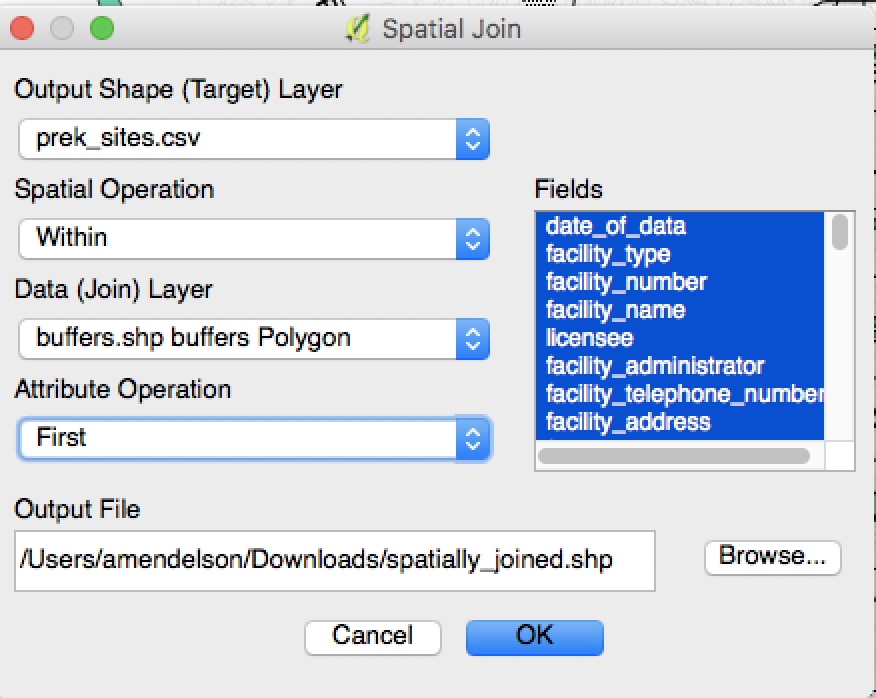 Spatial Join
Output Shape (Target) Layer
prek_sites.csv
Spatial Operation
Within
Data (Join) Layer
buffers.shp buffers Polygon
Attribute Operation
First
Fields
date_of_data
facility_type
facility_number
facility_name
licensee
facility_administrator
facility_telephone_number
facility_address
Output File
/Users/amendelson/Downloads/spatially_joined.shp
Browse...
Cancel
OK